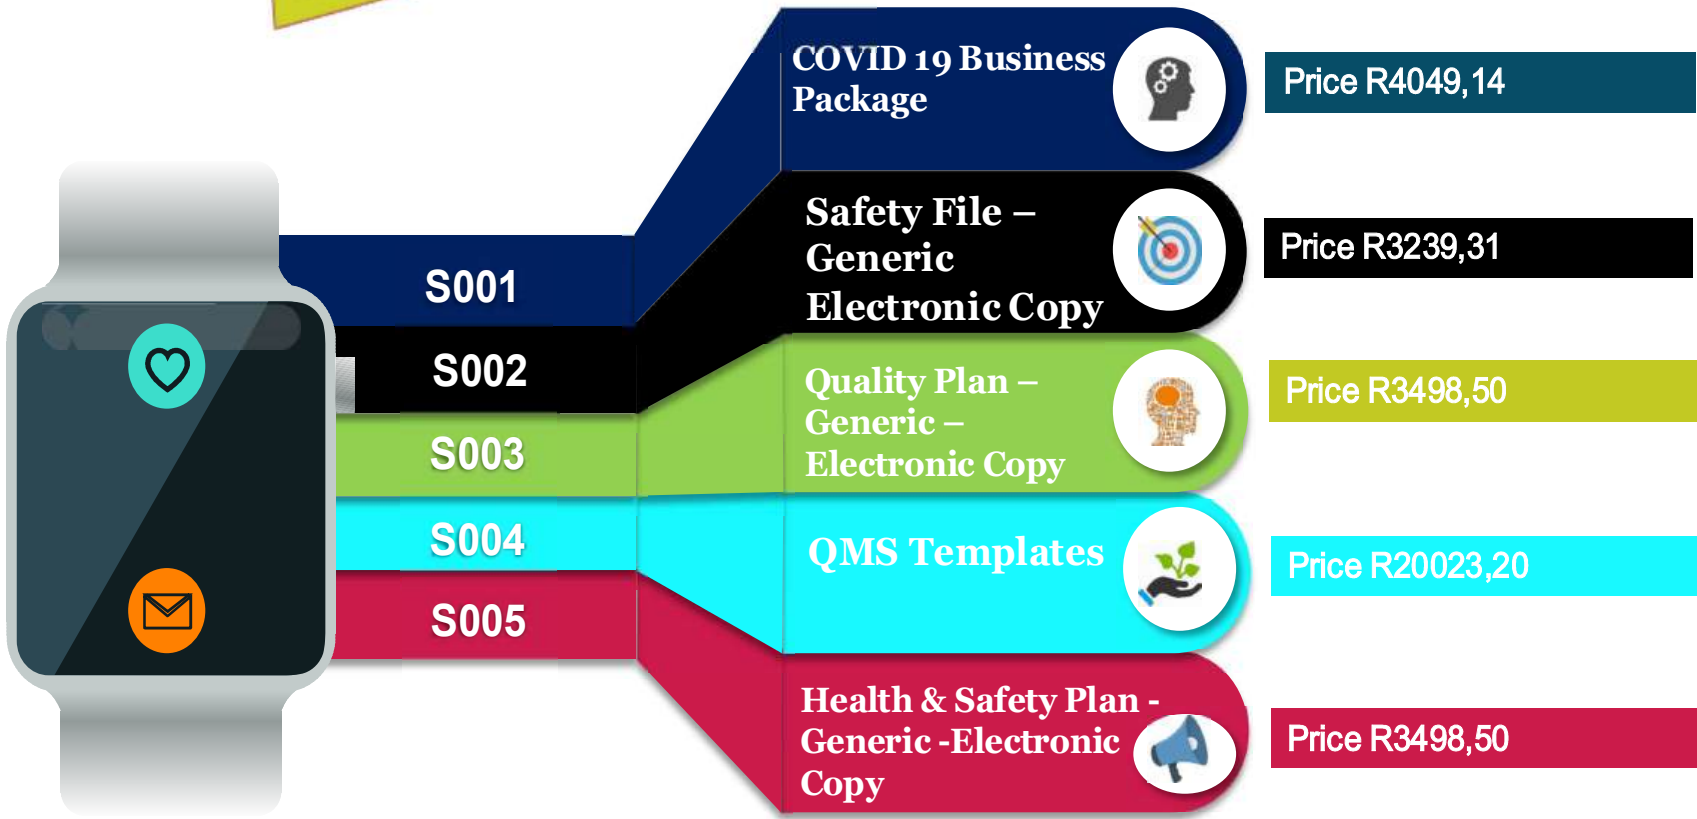 COVID 19 Business
Package
Price R4049,14
S001
Safety File –
Generic
Electronic Copy
Price R3239,31
S002
Quality Plan –
Generic –
Electronic Copy
Price R3498,50
S003
QMS Templates
Price R20023,20
S004
Health & Safety Plan -
Generic -Electronic
Copy
Price R3498,50
S005